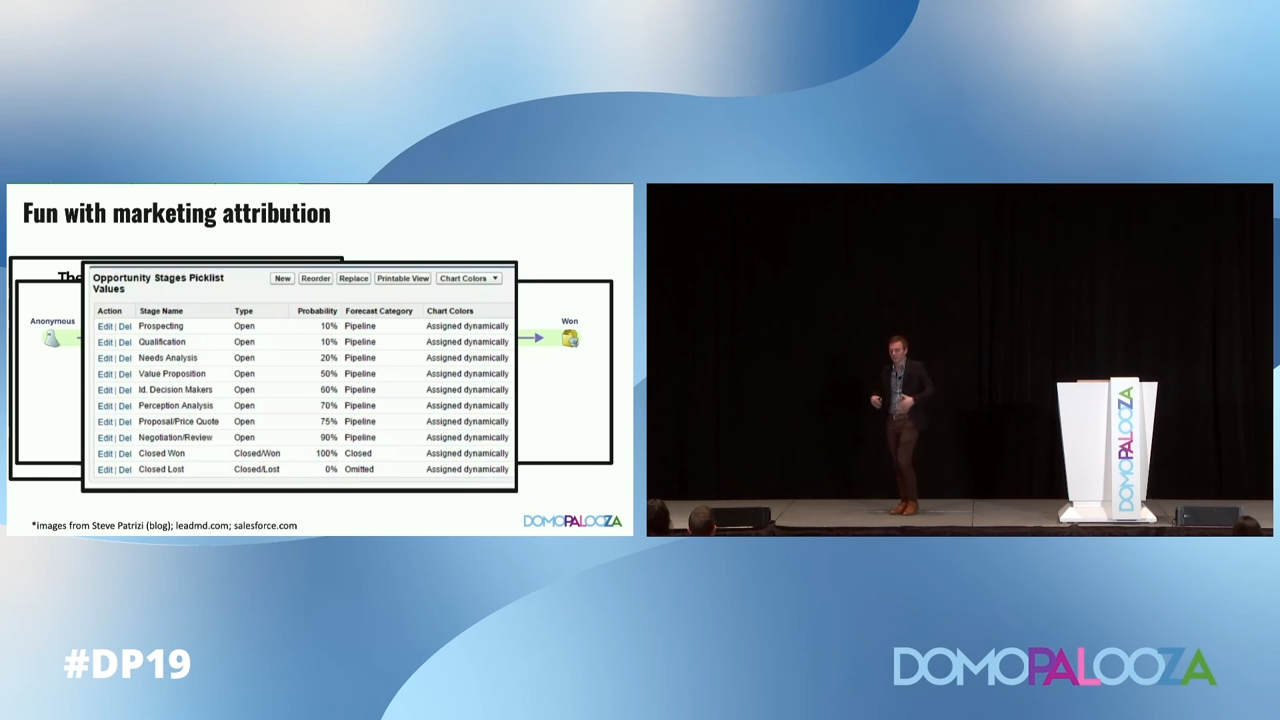 Fun with marketing attribution
The
Opportunity Stages Picklist
Values
New Reorder Replace Printable View Chart Colors
Action Stage Name Type Probability Forecast Category Chart Colors
Edit | Del Prospecting Open 10% Pipeline Assigned dynamically
Edit | Del Qualification Open 10% Pipeline Assigned dynamically
Edit | Del Needs Analysis Open 20% Pipeline Assigned dynamically
Edit | Del Value Proposition Open 50% Pipeline Assigned dynamically
Edit | Del Id. Decision Makers Open 60% Pipeline Assigned dynamically
Edit | Del Perception Analysis Open 70% Pipeline Assigned dynamically
Edit | Del Proposal/Price Quote Open 75% Pipeline Assigned dynamically
Edit | Del Negotiation/Review Open 90% Pipeline Assigned dynamically
Edit | Del Closed Won Closed/Won 100% Closed Assigned dynamically
Edit | Del Closed Lost Closed/Lost 0% Omitted Assigned dynamically
Anonymous
Won
*images from Steve Patrizi (blog); leadmd.com; salesforce.com
DOMOPALOOZA
DOMOPALOOZA
#DP19
DOMOPALOOZA